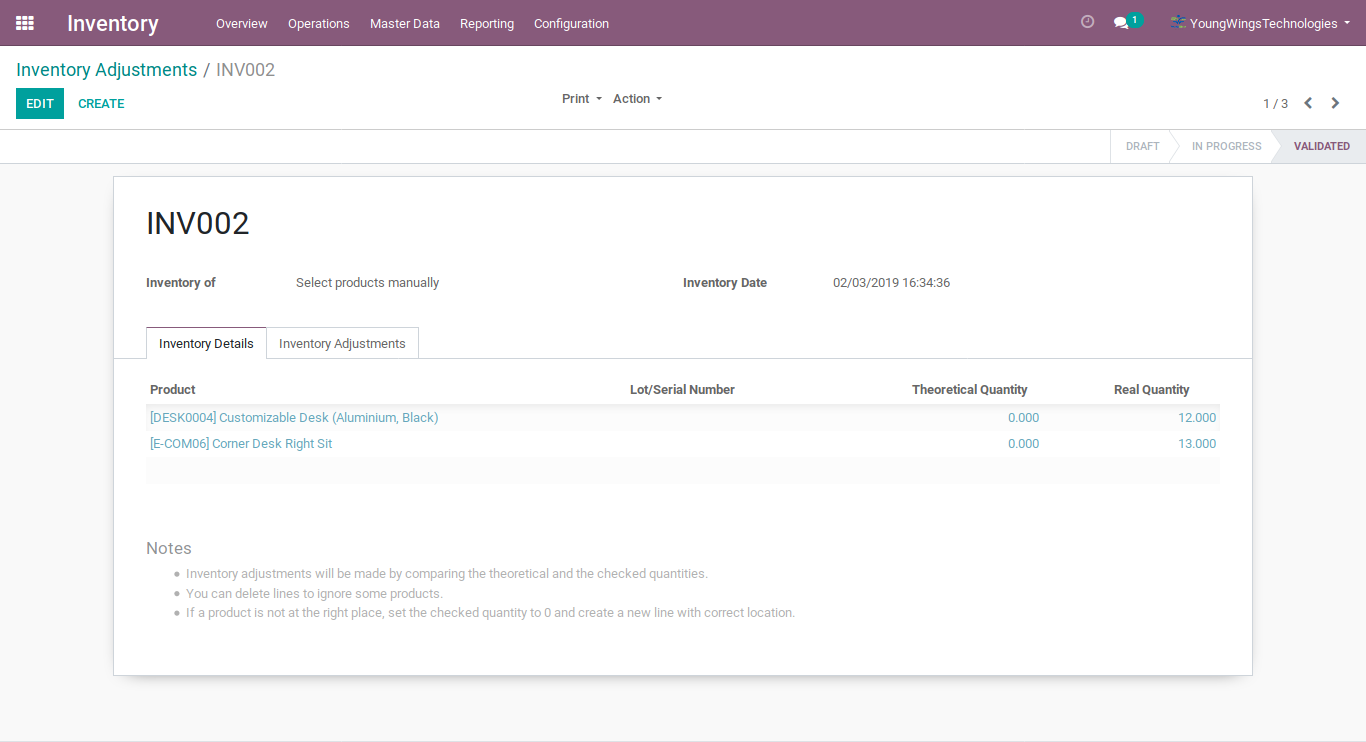 Inventory Overview Operations Master Data Reporting Configuration 1 YoungWingsTechnologies
Inventory Adjustments / INV002
EDIT CREATE Print Action 1 / 3
DRAFT IN PROGRESS VALIDATED
INV002
Inventory of Select products manually Inventory Date 02/03/2019 16:34:36
Inventory Details Inventory Adjustments
Product Lot/Serial Number Theoretical Quantity Real Quantity
[DESK0004] Customizable Desk (Aluminium, Black) 0.000 12.000
[E-COM06] Corner Desk Right Sit 0.000 13.000
Notes
Inventory adjustments will be made by comparing the theoretical and the checked quantities.
You can delete lines to ignore some products.
If a product is not at the right place, set the checked quantity to 0 and create a new line with correct location.